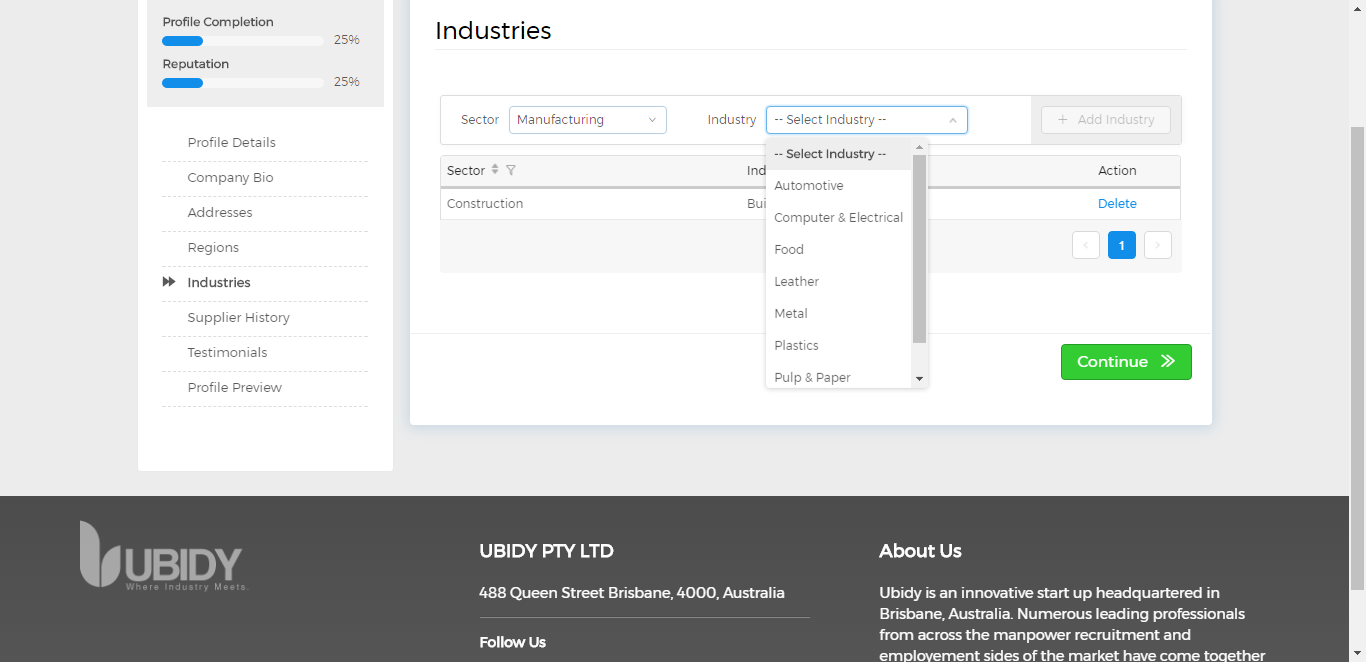 Profile Completion
25%
Reputation
25%
Profile Details
Company Bio
Addresses
Regions
Industries
Supplier History
Testimonials
Profile Preview
Industries
Sector Manufacturing Industry -- Select Industry -- + Add Industry
-- Select Industry --
Automotive
Computer & Electrical
Food
Leather
Metal
Plastics
Pulp & Paper
Sector Ind Action
Construction Bui Delete
< 1 >
Continue
UBIDY
Where Industry Meets.
UBIDY PTY LTD
488 Queen Street Brisbane, 4000, Australia
Follow Us
About Us
Ubidy is an innovative start up headquartered in
Brisbane, Australia. Numerous leading professionals
from across the manpower recruitment and
employement sides of the market have come together